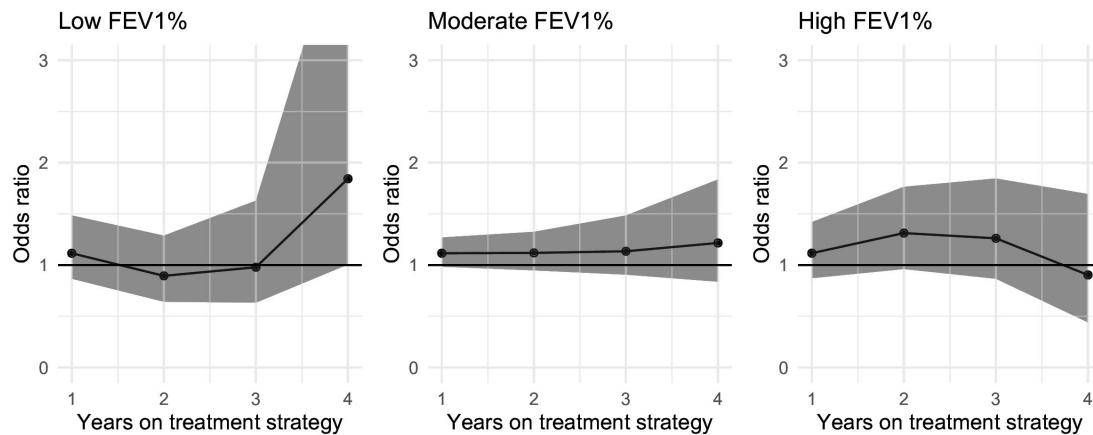 Low FEV1%
Moderate FEV1%
High FEV1%
3
2
1
0
Odds ratio
1 2 3 4
Years on treatment strategy
3
2
1
0
Odds ratio
1 2 3 4
Years on treatment strategy
3
2
1
0
Odds ratio
1 2 3 4
Years on treatment strategy